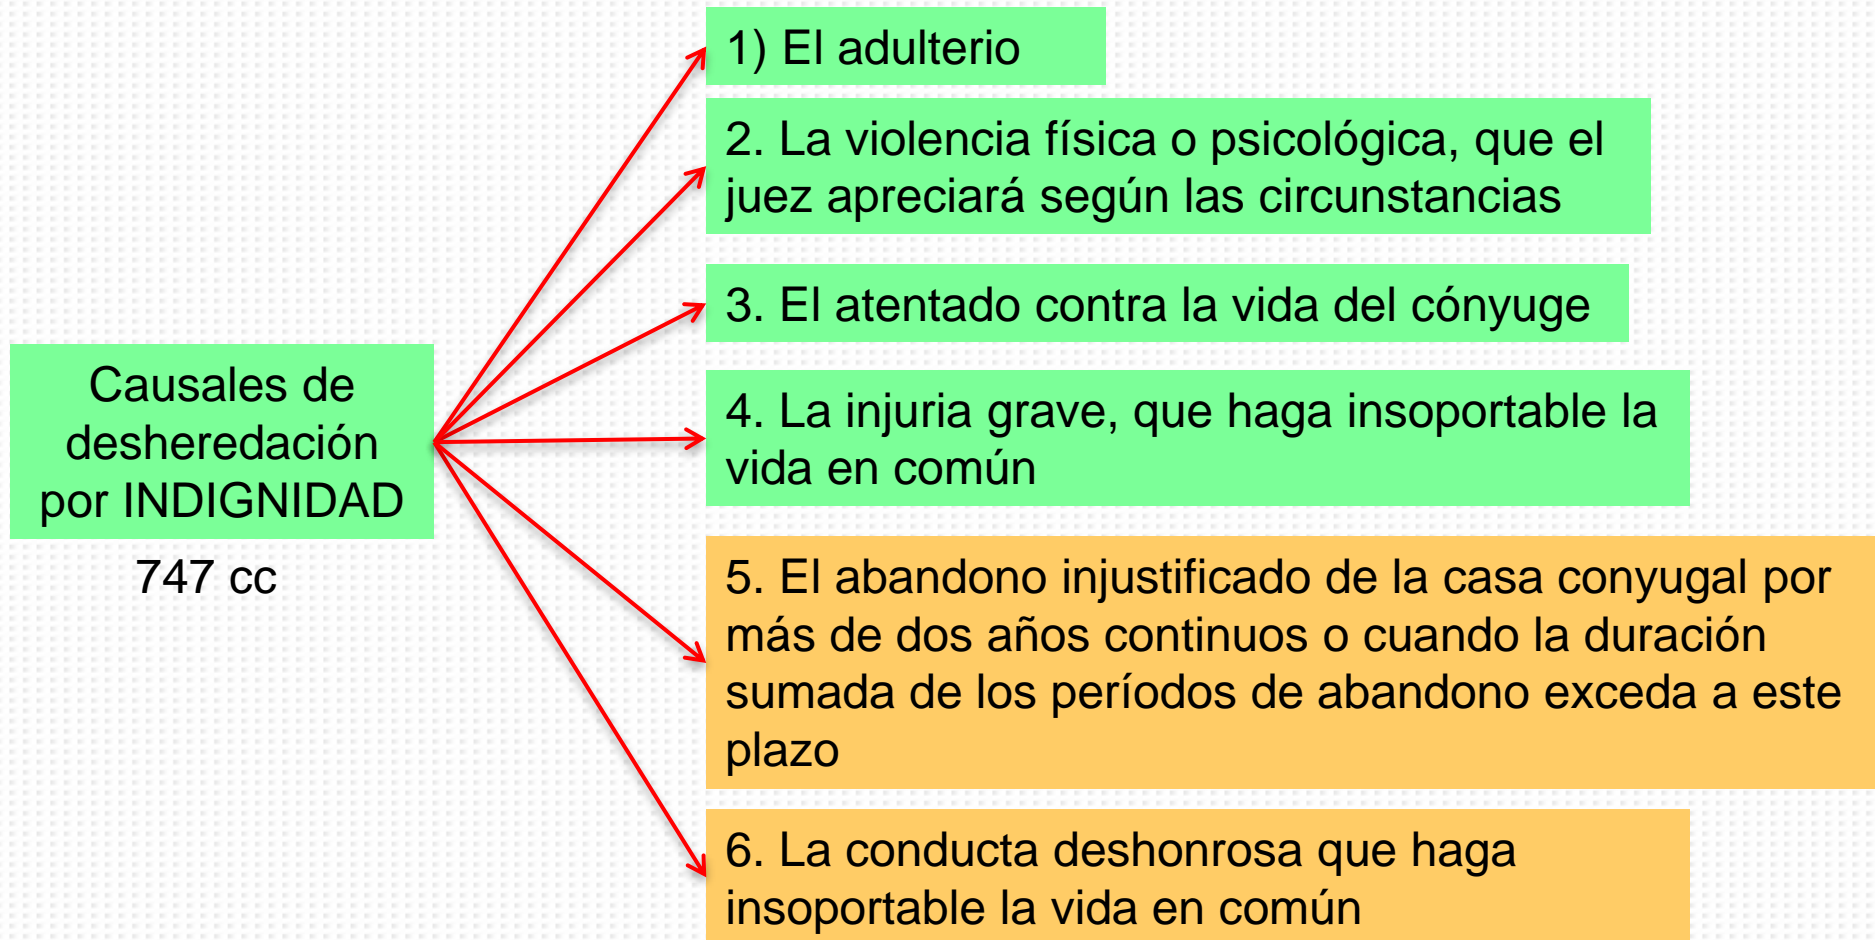 1) El adulterio
2. La violencia física o psicológica, que el
juez apreciará según las circunstancias
3. El atentado contra la vida del cónyuge
Causales de
desheredación
por INDIGNIDAD
747 cc
4. La injuria grave, que haga insoportable la
vida en común
5. El abandono injustificado de la casa conyugal por
más de dos años continuos o cuando la duración
sumada de los períodos de abandono exceda a este
plazo
6. La conducta deshonrosa que haga
insoportable la vida en común